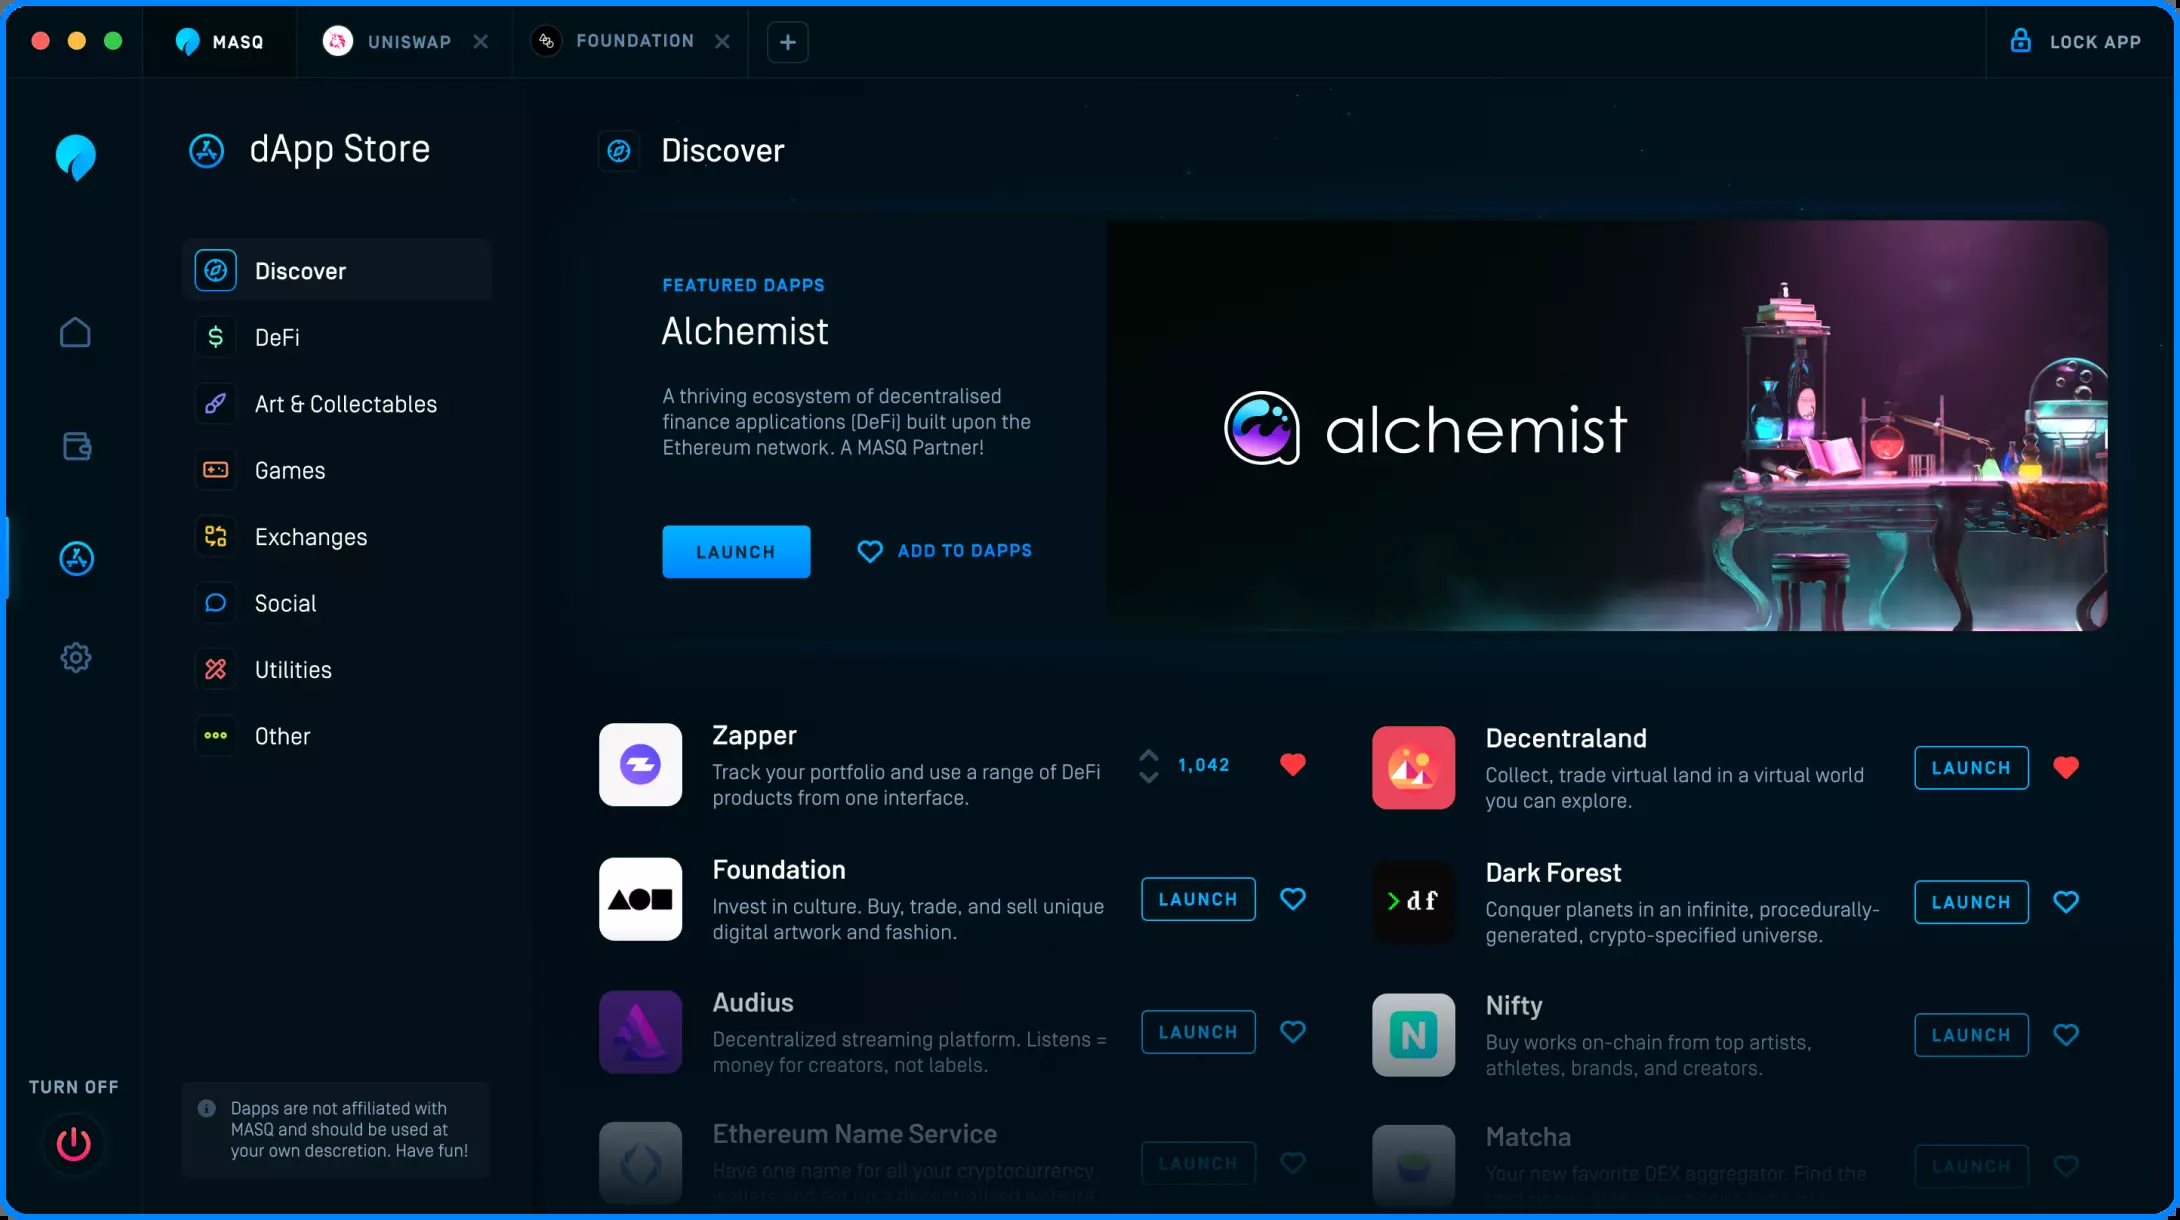 MASQ
UNISWAP
FOUNDATION
LOCK APP
dApp Store
Discover
DeFi
Art & Collectables
Games
Exchanges
Social
Utilities
Other
TURN OFF
Dapps are not affiliated with
MASQ and should be used at
your own descretion. Have fun!
Discover
FEATURED DAPPS
Alchemist
A thriving ecosystem of decentralised
finance applications (DeFi) built upon the
Ethereum network. A MASQ Partner!
LAUNCH
ADD TO DAPPS
alchemist
Zapper
Track your portfolio and use a range of DeFi
products from one interface.
1,042
Decentraland
Collect, trade virtual land in a virtual world
you can explore.
LAUNCH
Foundation
Invest in culture. Buy, trade, and sell unique
digital artwork and fashion.
LAUNCH
>df
Dark Forest
Conquer planets in an infinite, procedurally-
generated, crypto-specified universe.
LAUNCH
Audius
Decentralized streaming platform. Listens =
money for creators, not labels.
LAUNCH
N
Nifty
Buy works on-chain from top artists,
athletes, brands, and creators.
LAUNCH
Ethereum Name Service
Have one name for all your cryptocurrency
wallets and set up a decentralised website.
LAUNCH
Matcha
Your new favorite DEX aggregator. Find the
LAUNCH